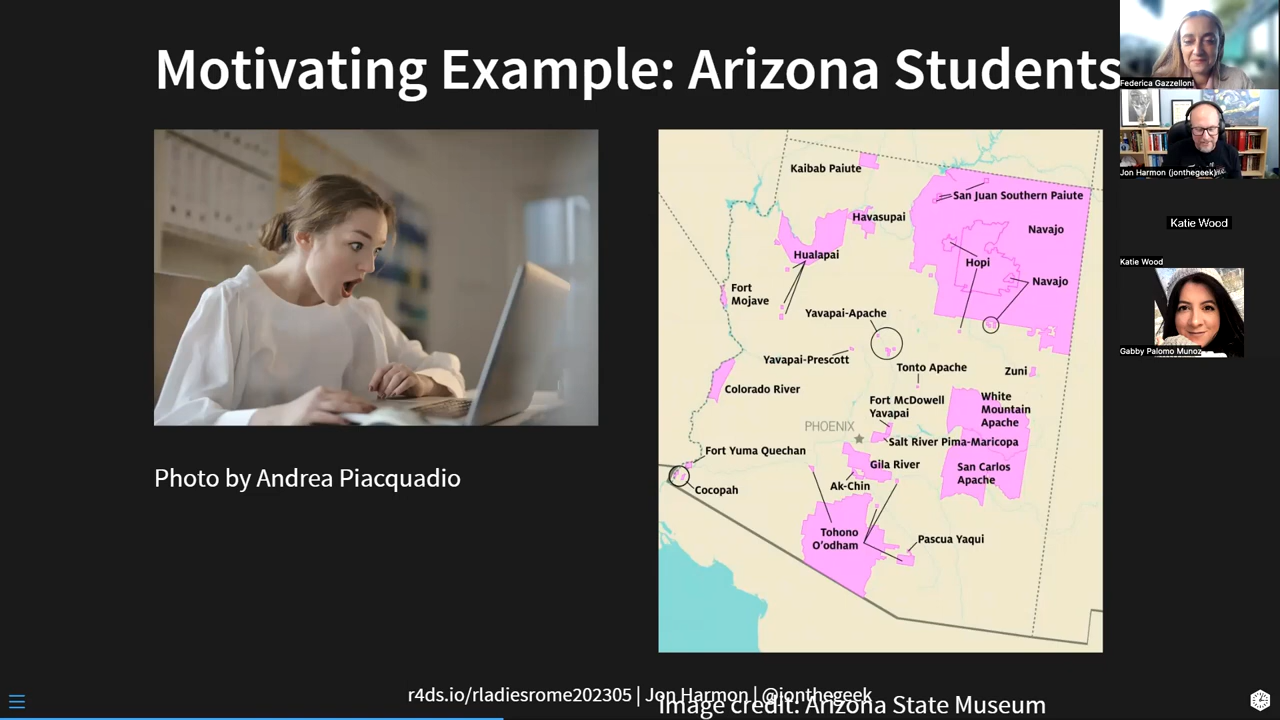 Motivating Example: Arizona Students
Photo by Andrea Piacquadio
Kaibab Paiute
San Juan Southern Paiute
Havasupai
Navajo
Hualapai
Hopi
Navajo
Fort
Mojave
Yavapai-Apache
Yavapai-Prescott
Tonto Apache
Zuni
Colorado River
Fort McDowell
Yavapai
White
Mountain
Apache
PHOENIX
Salt River Pima-Maricopa
Fort Yuma Quechan
Gila River
San Carlos
Apache
Ak-Chin
Cocopah
Tohono
O'odham
Pascua Yaqui
r4ds.io/rladiesrome202305 | Jon Harmon | @jonthegeek
Image credit: Arizona State Museum
Federica Gazzelloni
Jon Harmon (jonthegeek)
Katie Wood
Katie Wood
Gabby Palomo Munoz